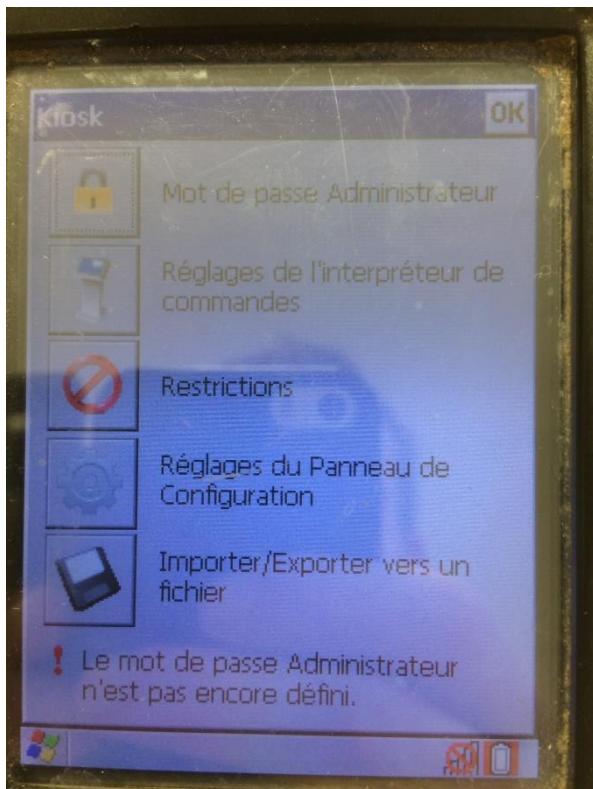 Kiosk
OK
Mot de passe Administrateur
Réglages de l'interpréteur de
commandes
Restrictions
Réglages du Panneau de
Configuration
Importer/Exporter vers un
fichier
! Le mot de passe Administrateur
n'est pas encore défini.